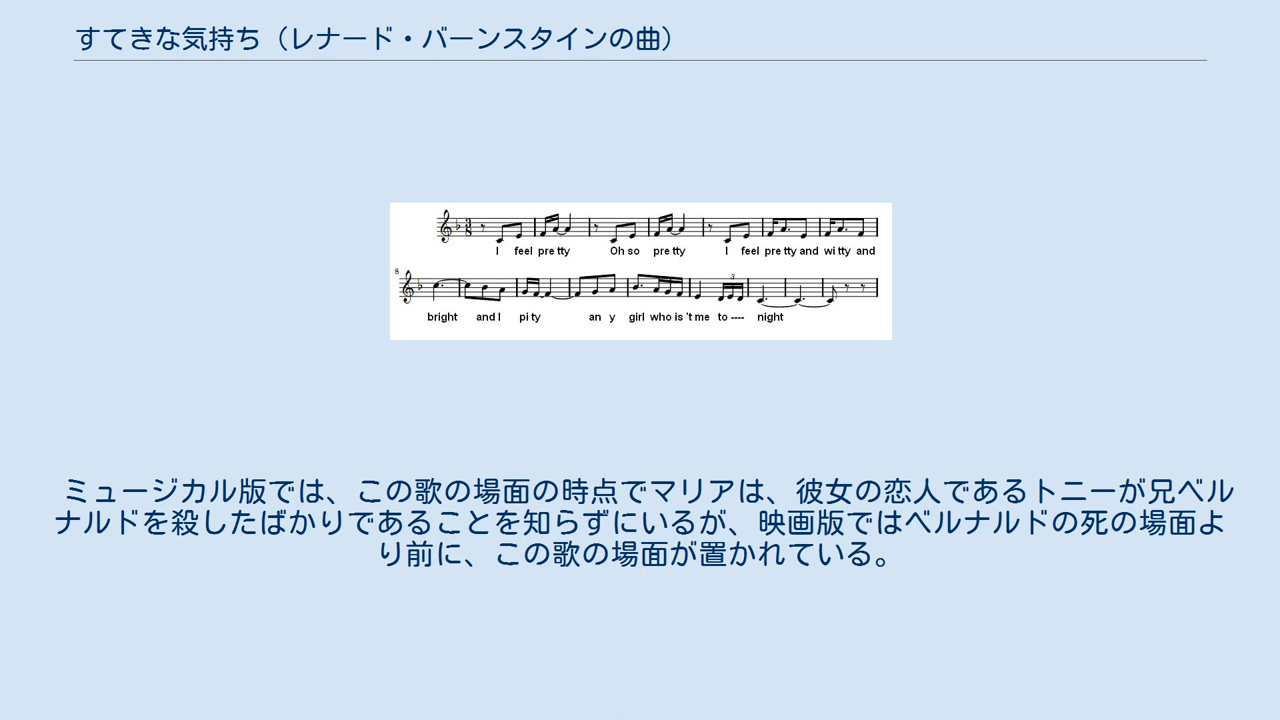 すてきな気持ち（レナード・バーンスタインの曲）
I feel pre tty Oh so pre tty I feel pre tty and wi tty and
8
3
bright and I pi ty an y girl who is 't me to ---- night
ミュージカル版では、この歌の場面の時点でマリアは、彼女の恋人であるトニーが兄ベル
ナルドを殺したばかりであることを知らずにいるが、映画版ではベルナルドの死の場面よ
り前に、この歌の場面が置かれている。